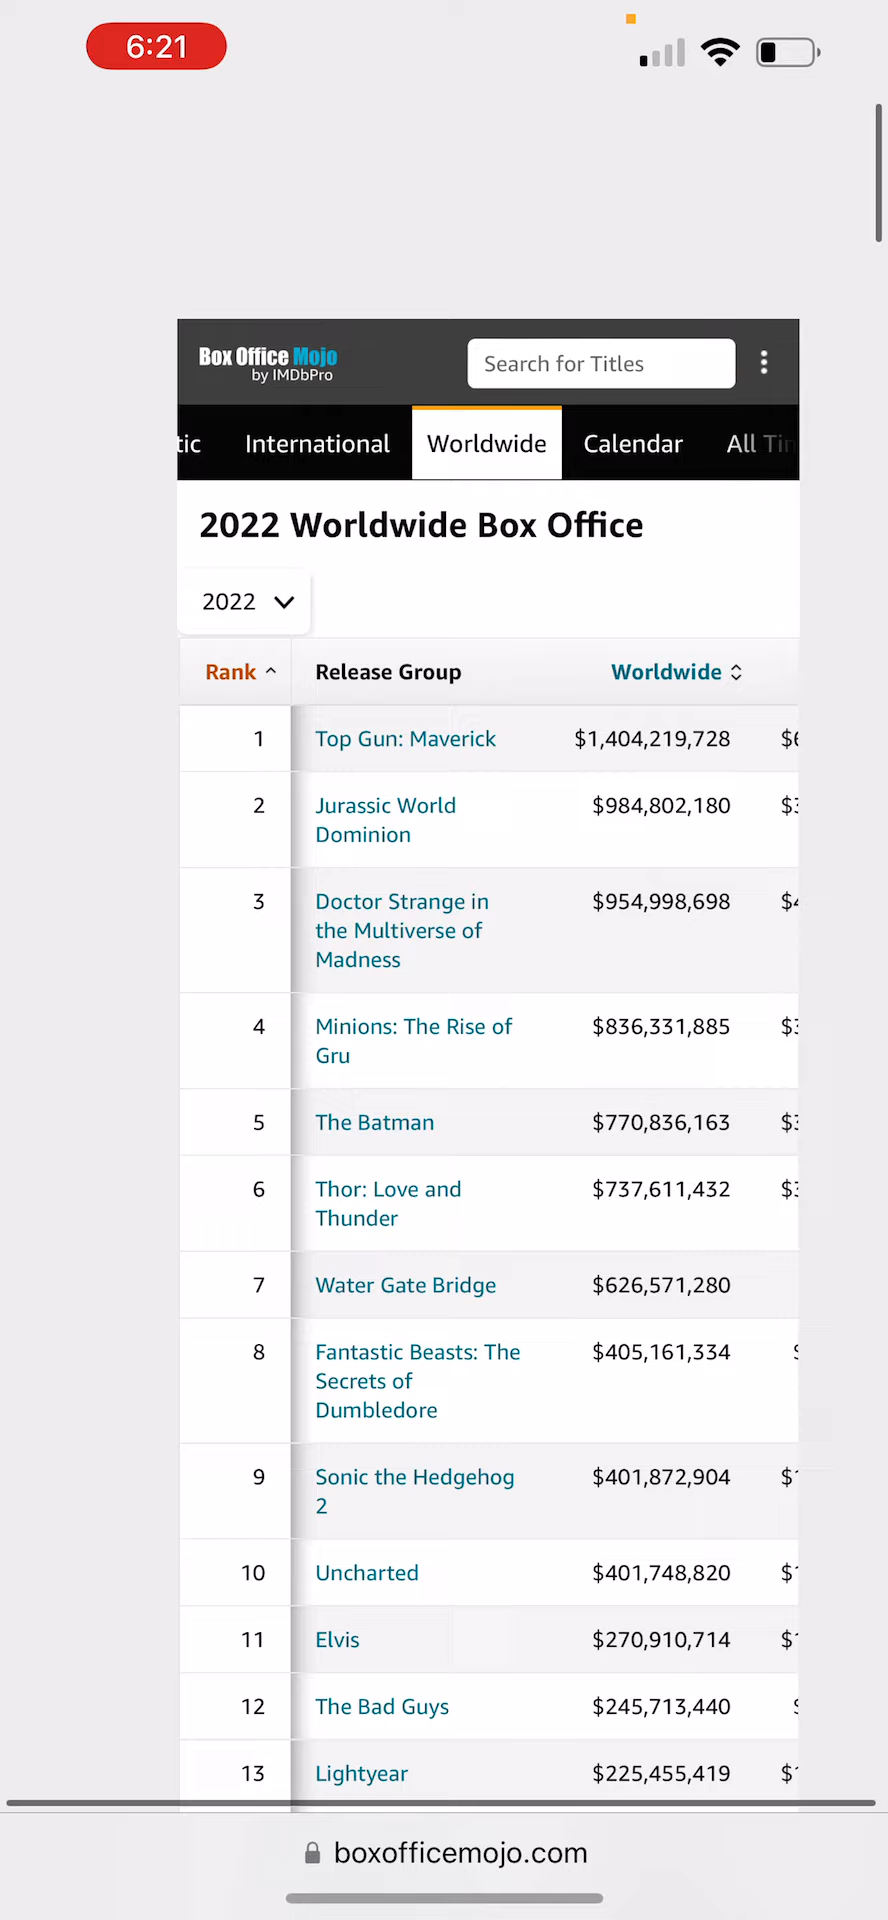 6:21
Box Office Mojo
by IMDbPro
Search for Titles
tic International Worldwide Calendar All Tin
2022 Worldwide Box Office
2022
Rank Release Group Worldwide
1 Top Gun: Maverick $1,404,219,728
2 Jurassic World $984,802,180
Dominion
3 Doctor Strange in $954,998,698
the Multiverse of
Madness
4 Minions: The Rise of $836,331,885
Gru
5 The Batman $770,836,163
6 Thor: Love and $737,611,432
Thunder
7 Water Gate Bridge $626,571,280
8 Fantastic Beasts: The $405,161,334
Secrets of
Dumbledore
9 Sonic the Hedgehog $401,872,904
2
10 Uncharted $401,748,820
11 Elvis $270,910,714
12 The Bad Guys $245,713,440
13 Lightyear $225,455,419
boxofficemojo.com